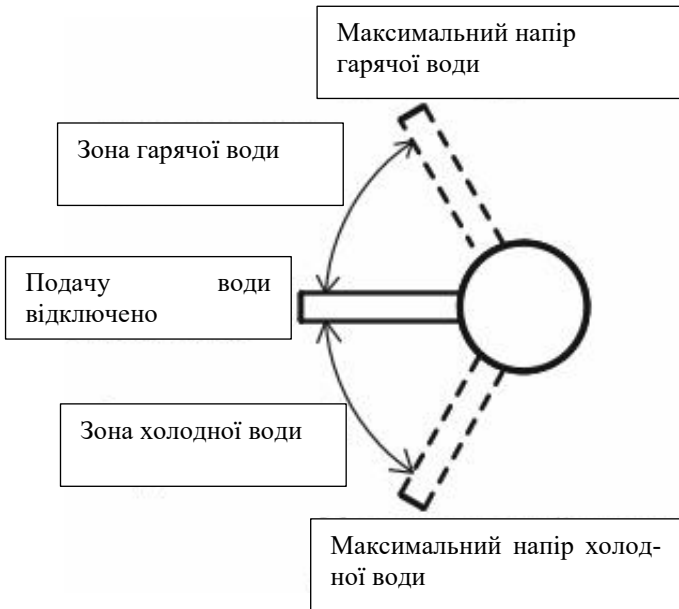 Максимальний напір
гарячої води
Зона гарячої води
Подачу води
відключено
Зона холодної води
Максимальний напір холод-
ної води